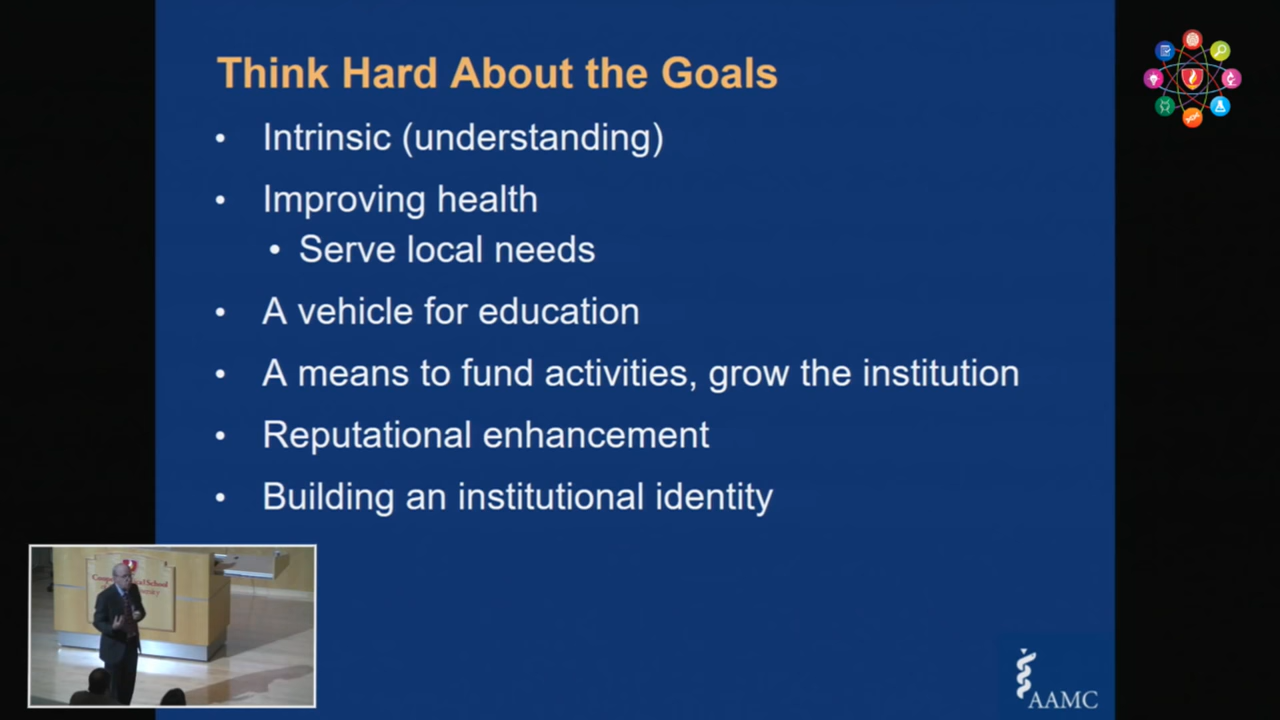 Think Hard About the Goals
• Intrinsic (understanding)
• Improving health
• Serve local needs
• A vehicle for education
• A means to fund activities, grow the institution
• Reputational enhancement
• Building an institutional identity
AAMC